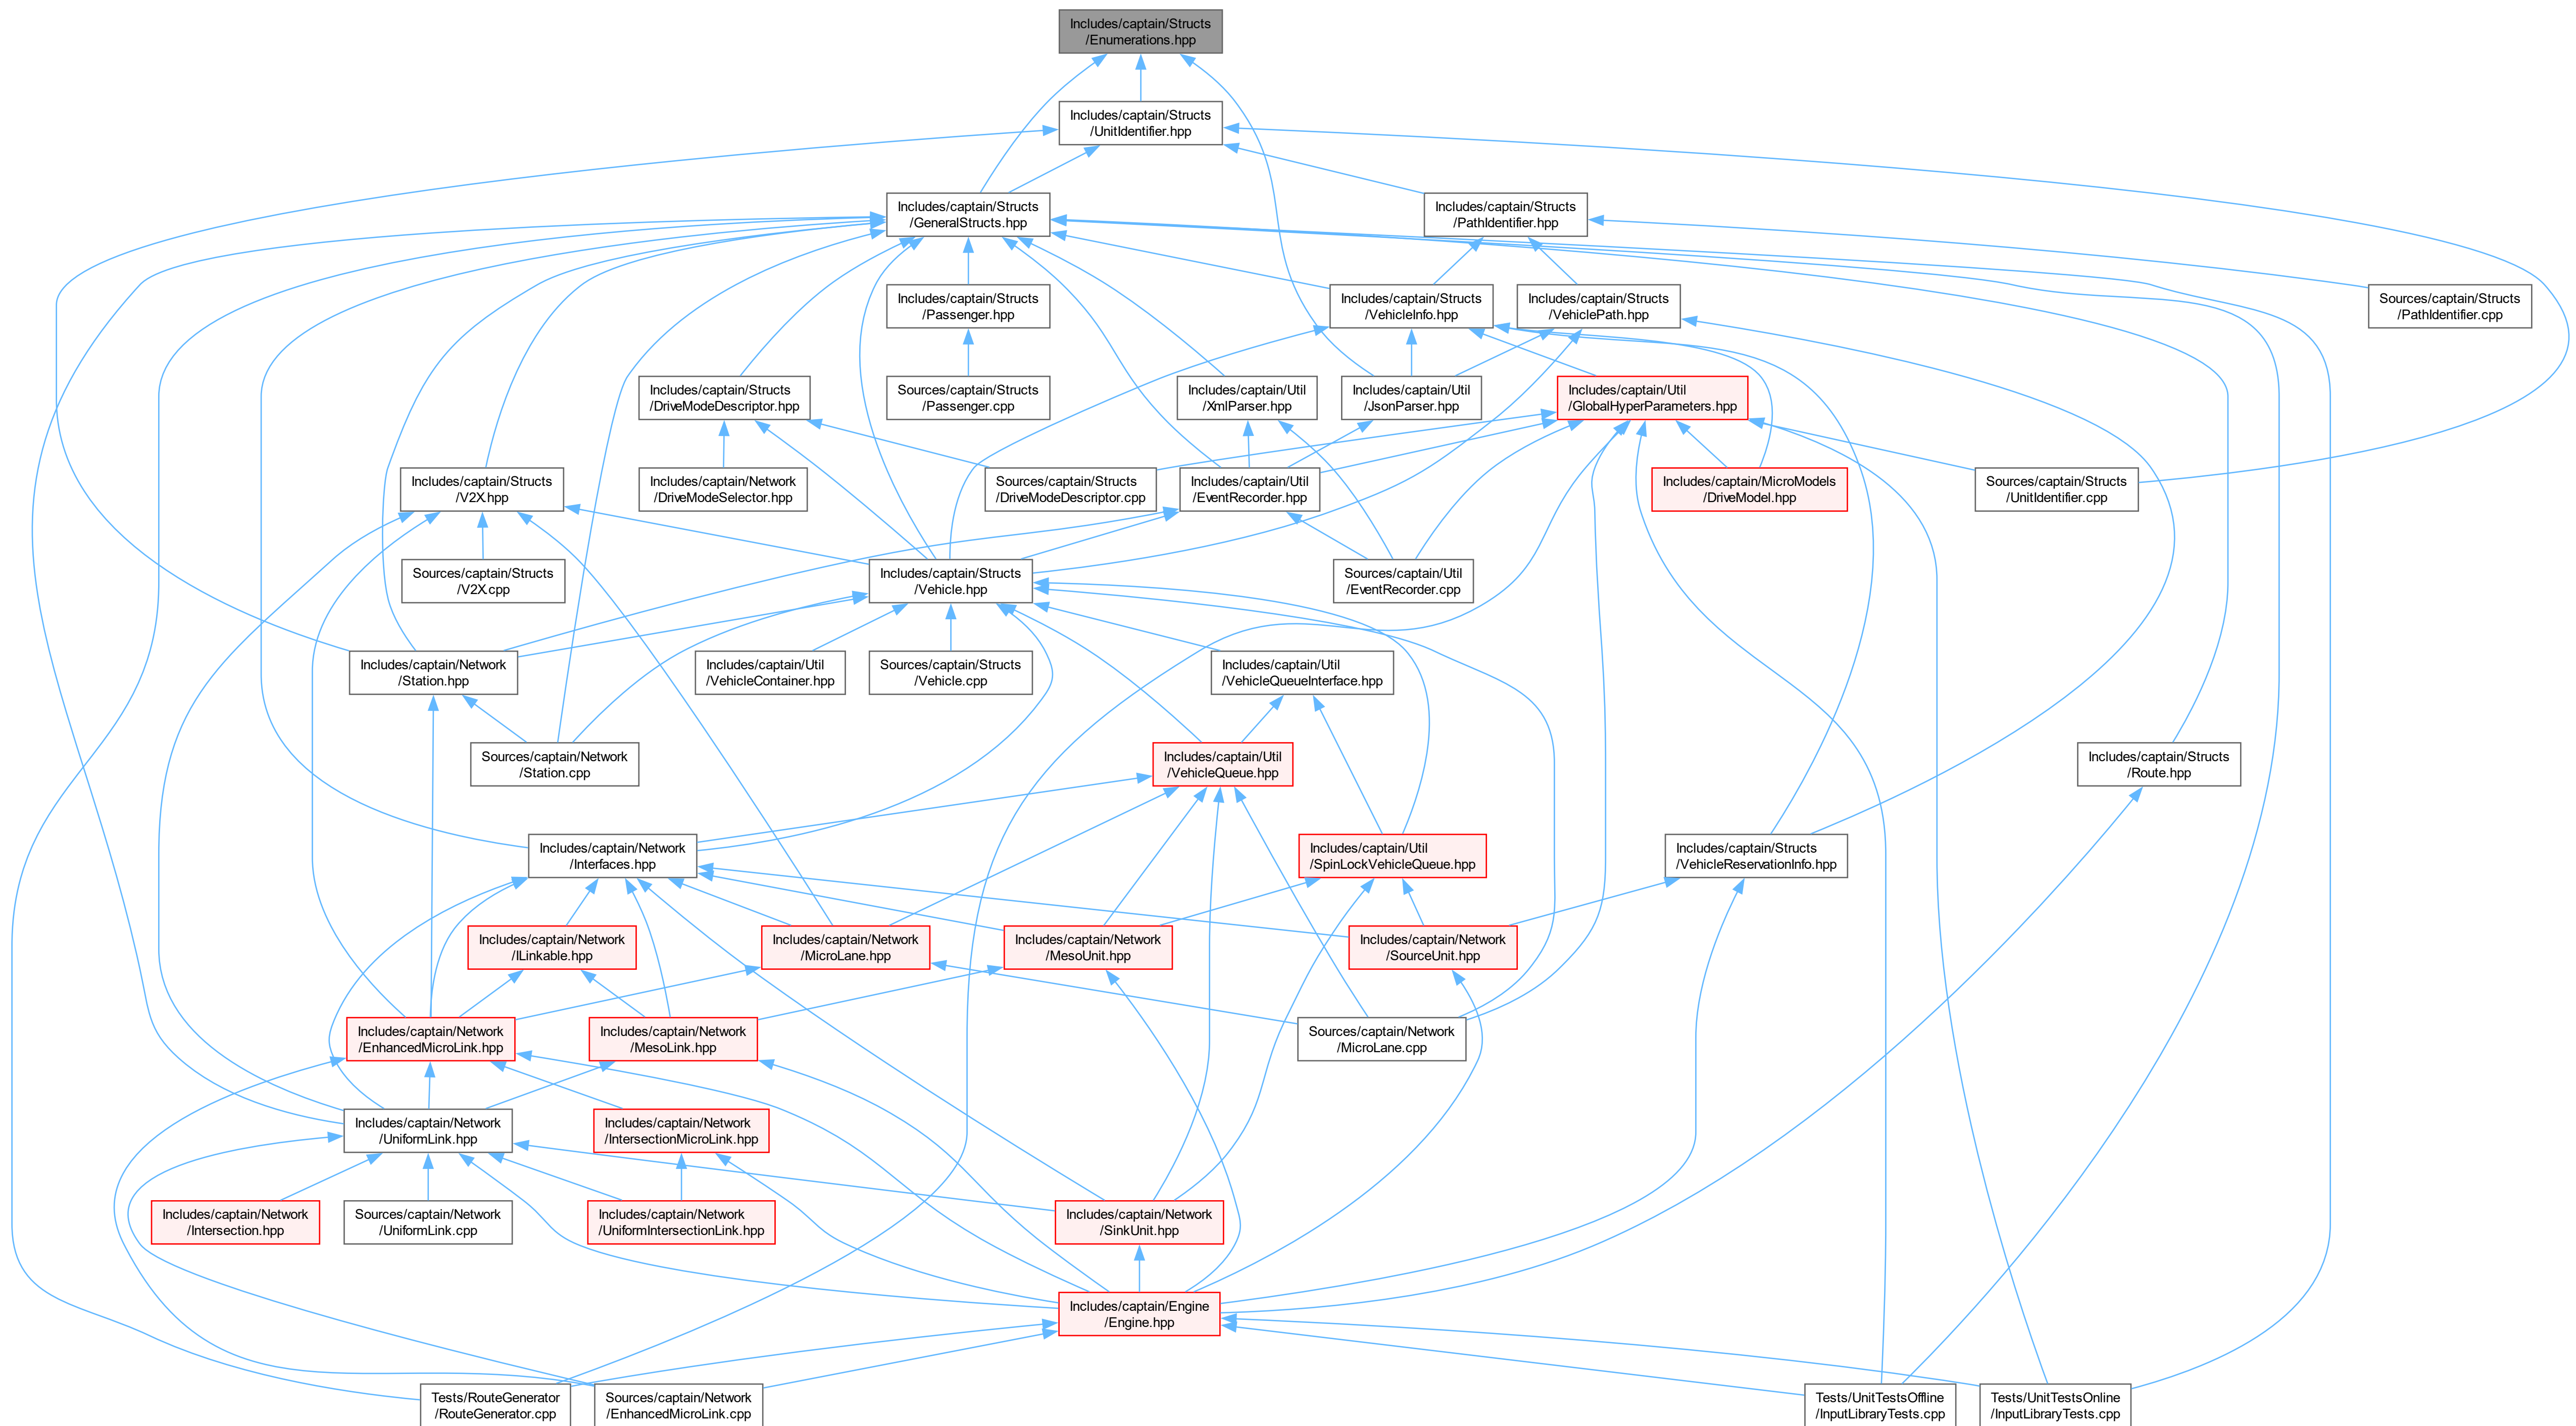 Includes/captain/Structs
/Enumerations.hpp
Includes/captain/Structs
/UnitIdentifier.hpp
Includes/captain/Structs
/GeneralStructs.hpp
Includes/captain/Structs
/PathIdentifier.hpp
Includes/captain/Structs
/Passenger.hpp
Includes/captain/Structs
/VehicleInfo.hpp
Includes/captain/Structs
/VehiclePath.hpp
Sources/captain/Structs
/PathIdentifier.cpp
Includes/captain/Structs
/DriveModeDescriptor.hpp
Sources/captain/Structs
/Passenger.cpp
Includes/captain/Util
/XmlParser.hpp
Includes/captain/Util
/JsonParser.hpp
Includes/captain/Util
/GlobalHyperParameters.hpp
Includes/captain/Structs
/V2X.hpp
Includes/captain/Network
/DriveModeSelector.hpp
Sources/captain/Structs
/DriveModeDescriptor.cpp
Includes/captain/Util
/EventRecorder.hpp
Includes/captain/MicroModels
/DriveModel.hpp
Sources/captain/Structs
/UnitIdentifier.cpp
Sources/captain/Structs
/V2X.cpp
Includes/captain/Structs
/Vehicle.hpp
Sources/captain/Util
/EventRecorder.cpp
Includes/captain/Network
/Station.hpp
Includes/captain/Util
/VehicleContainer.hpp
Sources/captain/Structs
/Vehicle.cpp
Includes/captain/Util
/VehicleQueueInterface.hpp
Sources/captain/Network
/Station.cpp
Includes/captain/Util
/VehicleQueue.hpp
Includes/captain/Structs
/Route.hpp
Includes/captain/Network
/Interfaces.hpp
Includes/captain/Util
/SpinLockVehicleQueue.hpp
Includes/captain/Structs
/VehicleReservationInfo.hpp
Includes/captain/Network
/ILinkable.hpp
Includes/captain/Network
/MicroLane.hpp
Includes/captain/Network
/MesoUnit.hpp
Includes/captain/Network
/SourceUnit.hpp
Includes/captain/Network
/EnhancedMicroLink.hpp
Includes/captain/Network
/MesoLink.hpp
Sources/captain/Network
/MicroLane.cpp
Includes/captain/Network
/UniformLink.hpp
Includes/captain/Network
/IntersectionMicroLink.hpp
Includes/captain/Network
/Intersection.hpp
Sources/captain/Network
/UniformLink.cpp
Includes/captain/Network
/UniformIntersectionLink.hpp
Includes/captain/Network
/SinkUnit.hpp
Includes/captain/Engine
/Engine.hpp
Tests/RouteGenerator
/RouteGenerator.cpp
Sources/captain/Network
/EnhancedMicroLink.cpp
Tests/UnitTestsOffline
/InputLibraryTests.cpp
Tests/UnitTestsOnline
/InputLibraryTests.cpp